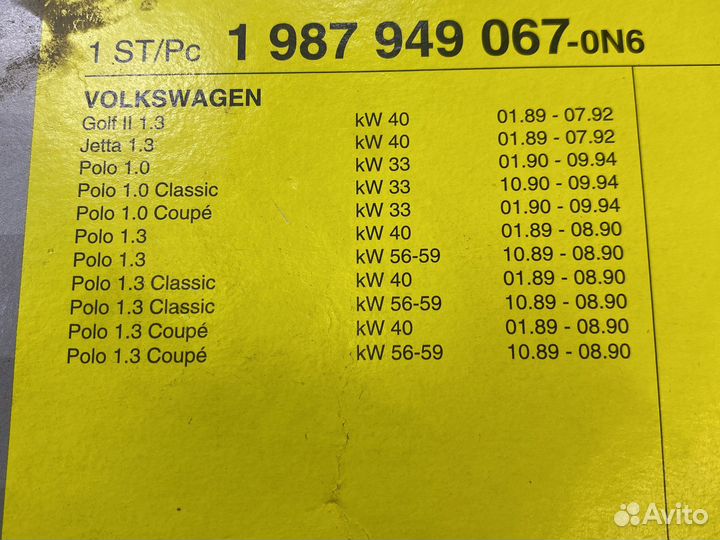 1 ST/Pc 1 987 949 067-0N6
VOLKSWAGEN
Golf II 1.3 kW 40 01.89 - 07.92
Jetta 1.3 kW 40 01.89 - 07.92
Polo 1.0 kW 33 01.90 - 09.94
Polo 1.0 Classic kW 33 10.90 - 09.94
Polo 1.0 Coupé kW 33 01.90 - 09.94
Polo 1.3 kW 40 01.89 - 08.90
Polo 1.3 kW 56-59 10.89 - 08.90
Polo 1.3 Classic kW 40 01.89 - 08.90
Polo 1.3 Classic kW 56-59 10.89 - 08.90
Polo 1.3 Coupé kW 40 01.89 - 08.90
Polo 1.3 Coupé kW 56-59 10.89 - 08.90
Avito